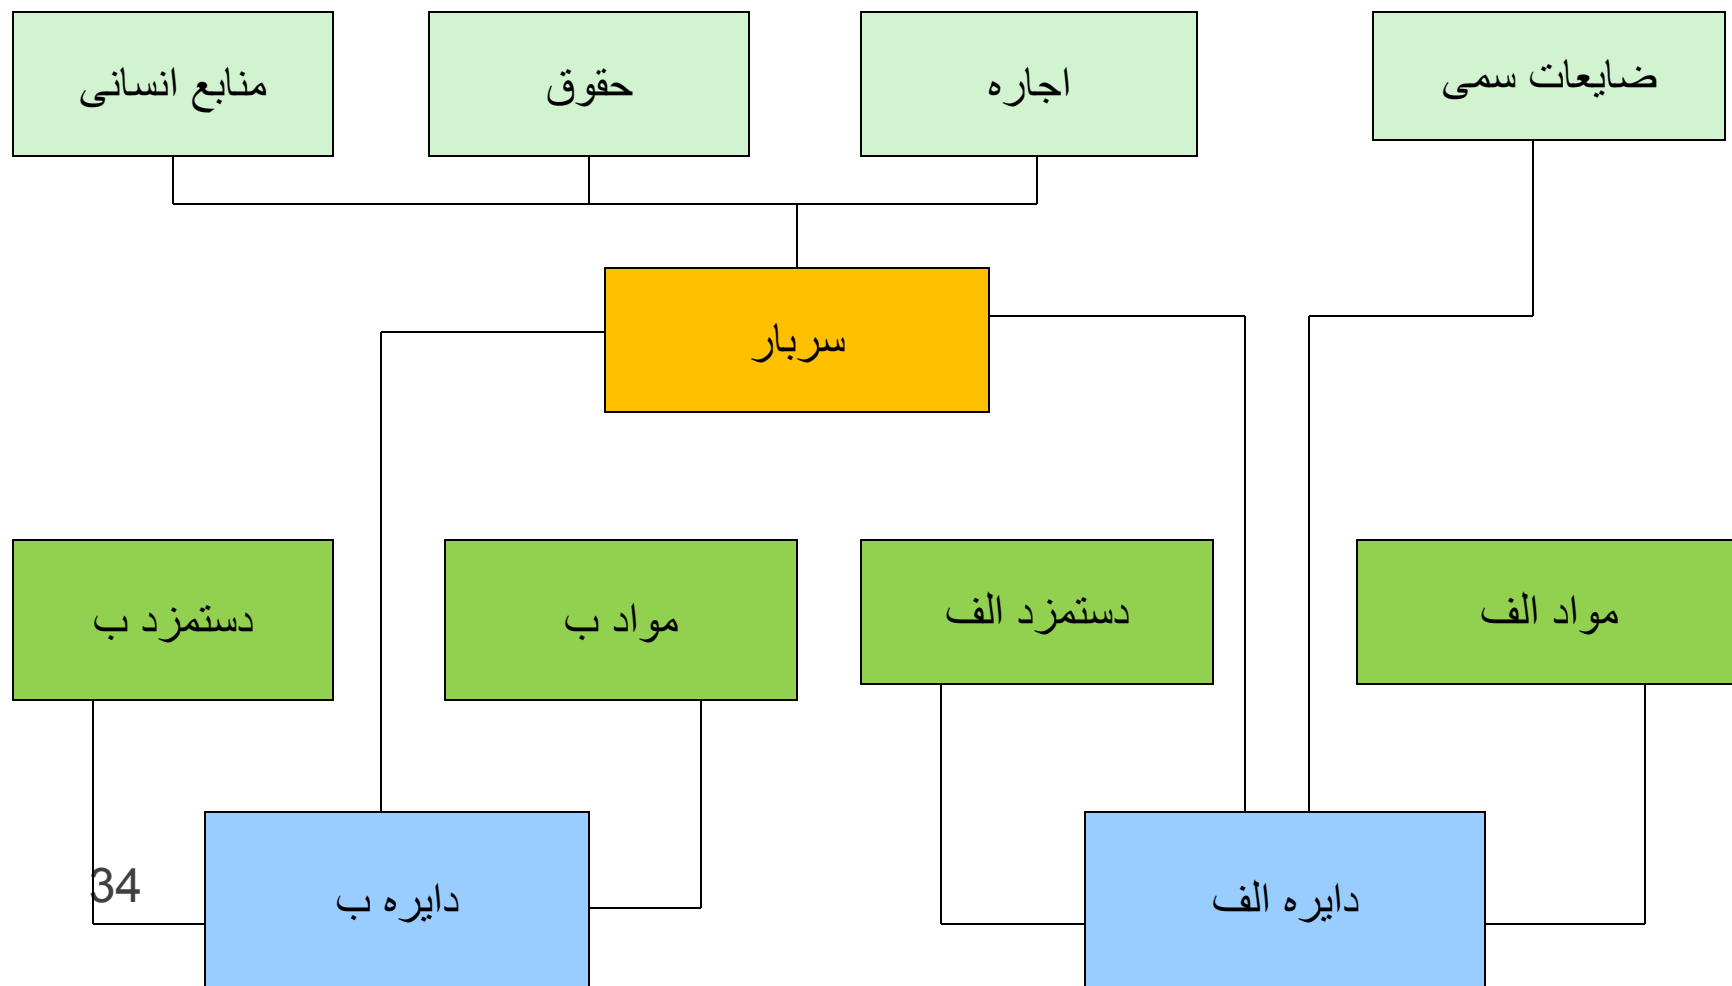 ضایعات سمی
اجاره
حقوق
منابع انسانی
سربار
مواد الف
دستمزد الف
مواد ب
دستمزد ب
دایره الف
دایره ب
34